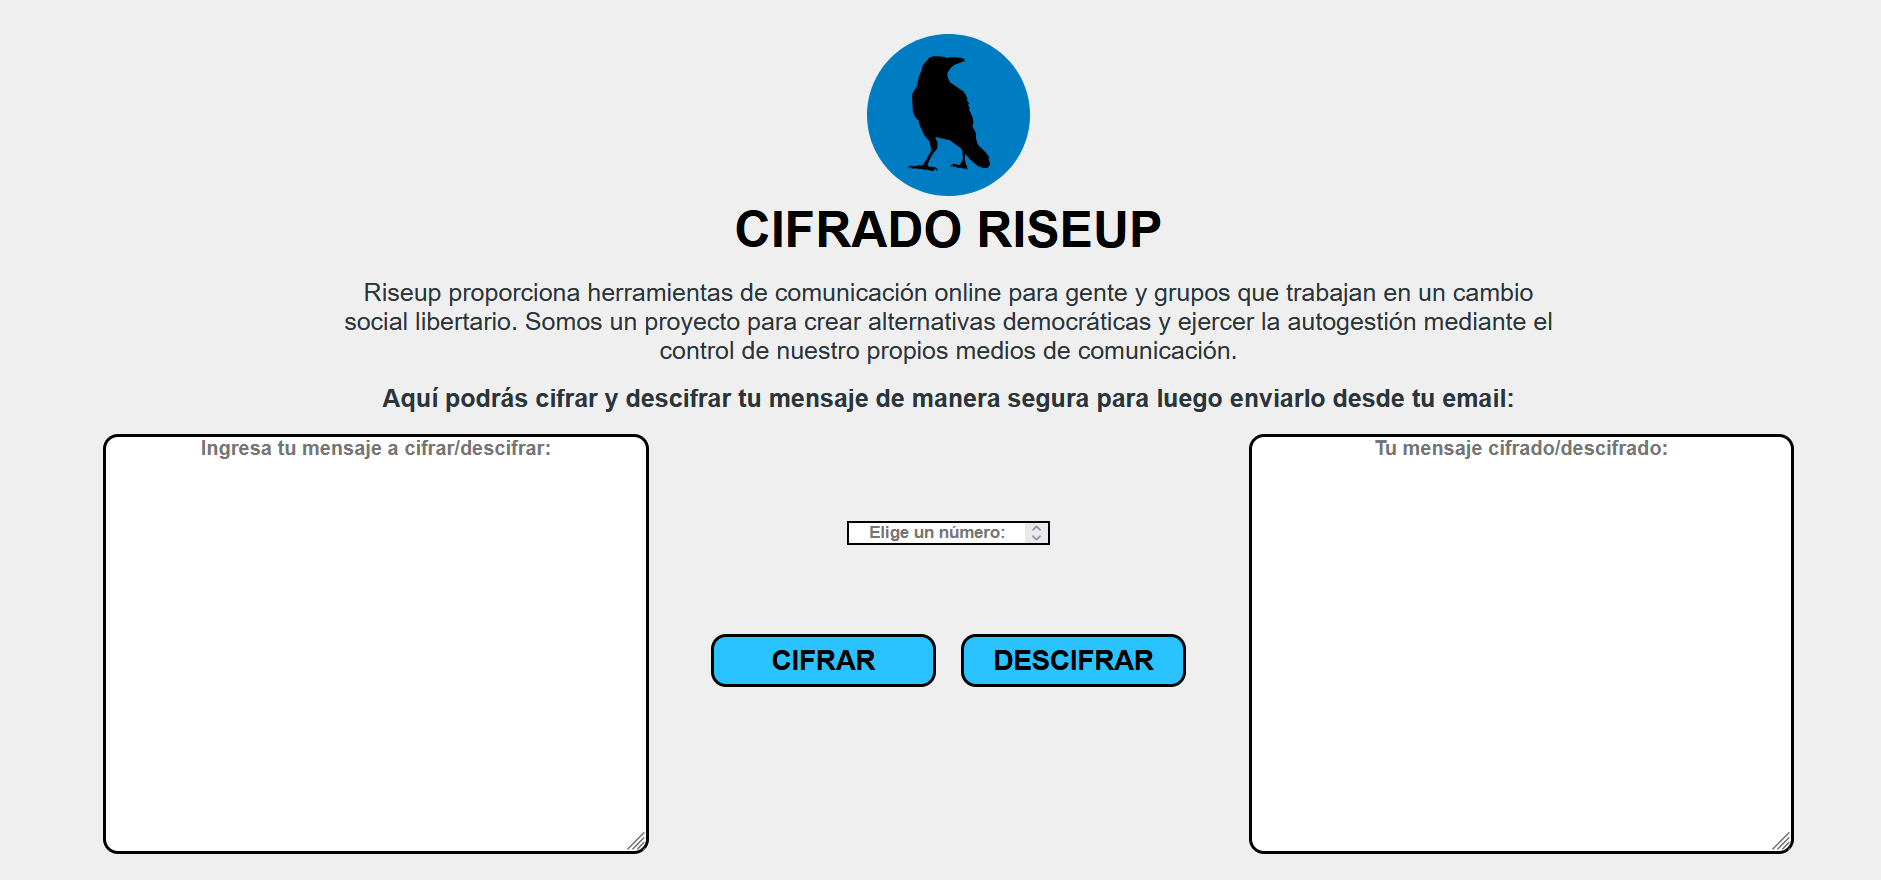 CIFRADO RISEUP
Riseup proporciona herramientas de comunicación online para gente y grupos que trabajan en un cambio
social libertario. Somos un proyecto para crear alternativas democráticas y ejercer la autogestión mediante el
control de nuestro propios medios de comunicación.
Aquí podrás cifrar y descifrar tu mensaje de manera segura para luego enviarlo desde tu email:
Ingresa tu mensaje a cifrar/descifrar:
Elige un número:
CIFRAR
DESCIFRAR
Tu mensaje cifrado/descifrado: